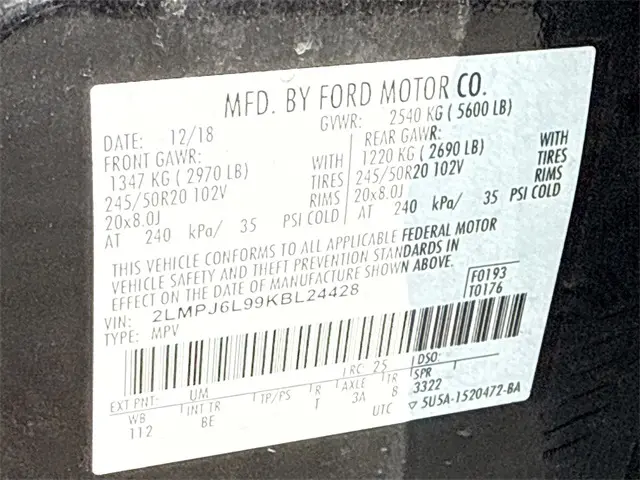 MFD. BY FORD MOTOR CO.
DATE: 12/18 GVWR: 2540 KG ( 5600 LB)
FRONT GAWR: REAR GAWR:
1347 KG ( 2970 LB) WITH 1220 KG ( 2690 LB) WITH
245/50R20 102V TIRES 245/50R20 102V TIRES
20x8.0J RIMS 20x8.0J RIMS
AT 240 kPa/ 35 PSI COLD AT 240 kPa/ 35 PSI COLD
THIS VEHICLE CONFORMS TO ALL APPLICABLE FEDERAL MOTOR
VEHICLE SAFETY AND THEFT PREVENTION STANDARDS IN
EFFECT ON THE DATE OF MANUFACTURE SHOWN ABOVE.
VIN: 2LMPJ6L99KBL24428 F0193
TYPE: MPV T0176
EXT PNT: UM RC: 25 DSO:
WB INT TR TP/PS R AXLE TR SPR
112 BE T 3A B 3322
UTC ▽ 5U5A-1520472-BA